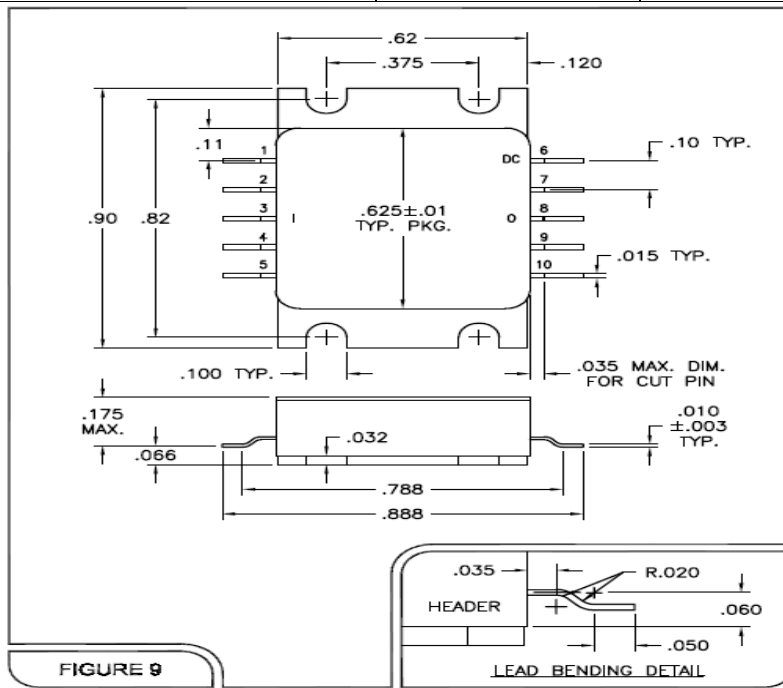 .62
.375
.120
.11
1
2
3
4
5
I
DC
O
6
7
8
9
10
.10 TYP.
.90
.82
.625±.01
TYP. PKG.
.015 TYP.
.100 TYP.
.035 MAX. DIM.
FOR CUT PIN
.175
MAX.
.066
.032
.010
±.003
TYP.
.788
.888
.035
R.020
HEADER
.060
.050
LEAD BENDING DETAIL
FIGURE 9